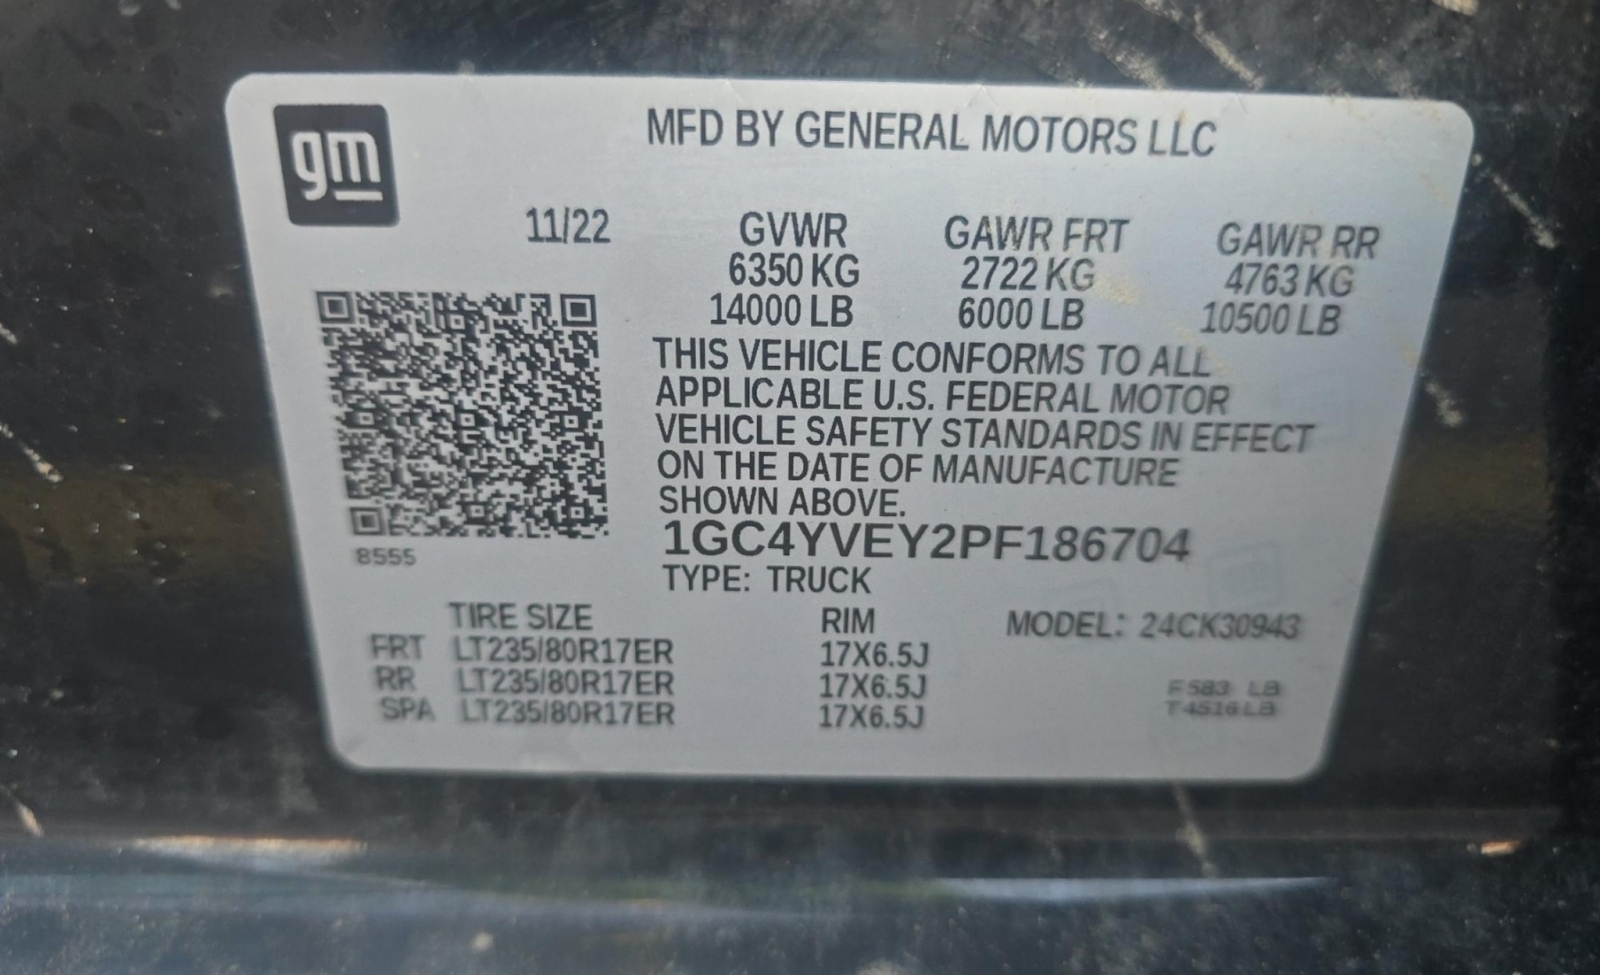 gm
MFD BY GENERAL MOTORS LLC
11/22 GVWR GAWR FRT GAWR RR
6350 KG 2722 KG 4763 KG
14000 LB 6000 LB 10500 LB
THIS VEHICLE CONFORMS TO ALL
APPLICABLE U.S. FEDERAL MOTOR
VEHICLE SAFETY STANDARDS IN EFFECT
ON THE DATE OF MANUFACTURE
SHOWN ABOVE.
8555
1GC4YVEY2PF186704
TYPE: TRUCK
TIRE SIZE RIM MODEL: 24CK30943
FRT LT235/80R17ER 17X6.5J
RR LT235/80R17ER 17X6.5J
SPA LT235/80R17ER 17X6.5J
F583 LB
T4516LB